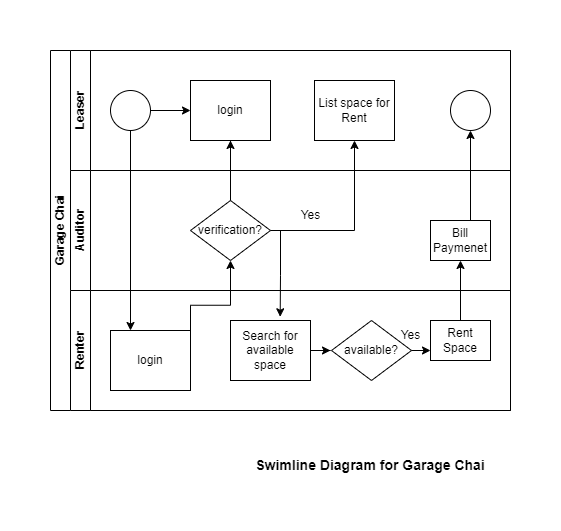 Garage Chai
Leaser
login
List space for
Rent
Auditor
verification?
Yes
Bill
Paymenet
Renter
login
Search for
available
space
available?
Yes
Rent
Space
Swimline Diagram for Garage Chai